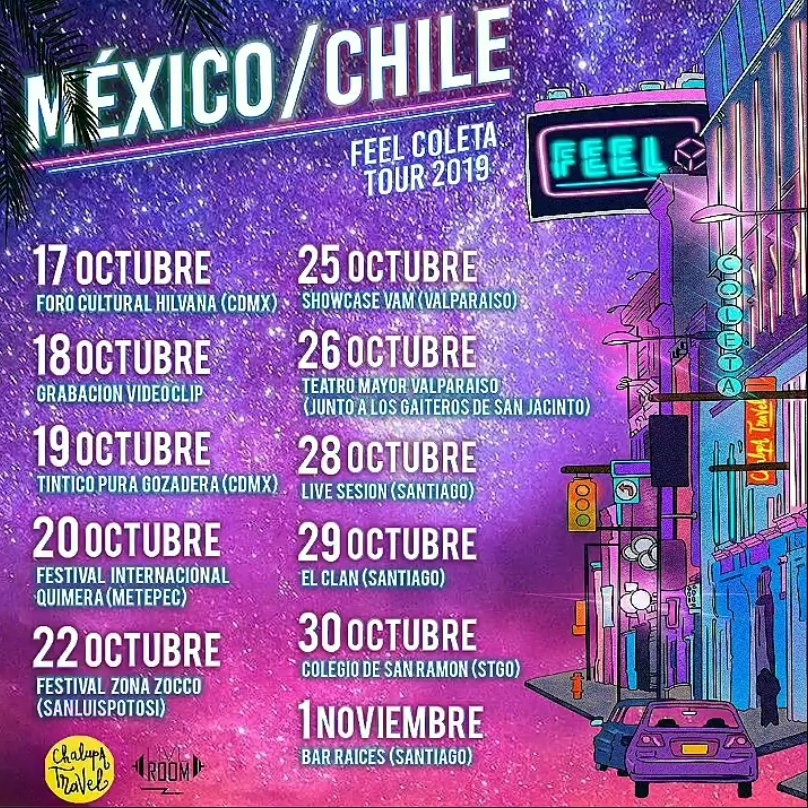 MÉXICO/CHILE
FEEL COLETA
TOUR 2019
FEEL
COLETA
Chalupa Travel
17 OCTUBRE
FORO CULTURAL HILVANA (CDMX)
18 OCTUBRE
GRABACION VIDEOCLIP
19 OCTUBRE
TINTICO PURA GOZADERA (CDMX)
20 OCTUBRE
FESTIVAL INTERNACIONAL
QUIMERA (METEPEC)
22 OCTUBRE
FESTIVAL ZONA ZOCCO
(SANLUISPOTOSI)
25 OCTUBRE
SHOWCASE VAM (VALPARAISO)
26 OCTUBRE
TEATRO MAYOR VALPARAISO
(JUNTO A LOS GAITEROS DE SAN JACINTO)
28 OCTUBRE
LIVE SESION (SANTIAGO)
29 OCTUBRE
EL CLAN (SANTIAGO)
30 OCTUBRE
COLEGIO DE SAN RAMON (STGO)
1 NOVIEMBRE
BAR RAICES (SANTIAGO)
Chalupa
Travel
ROOM